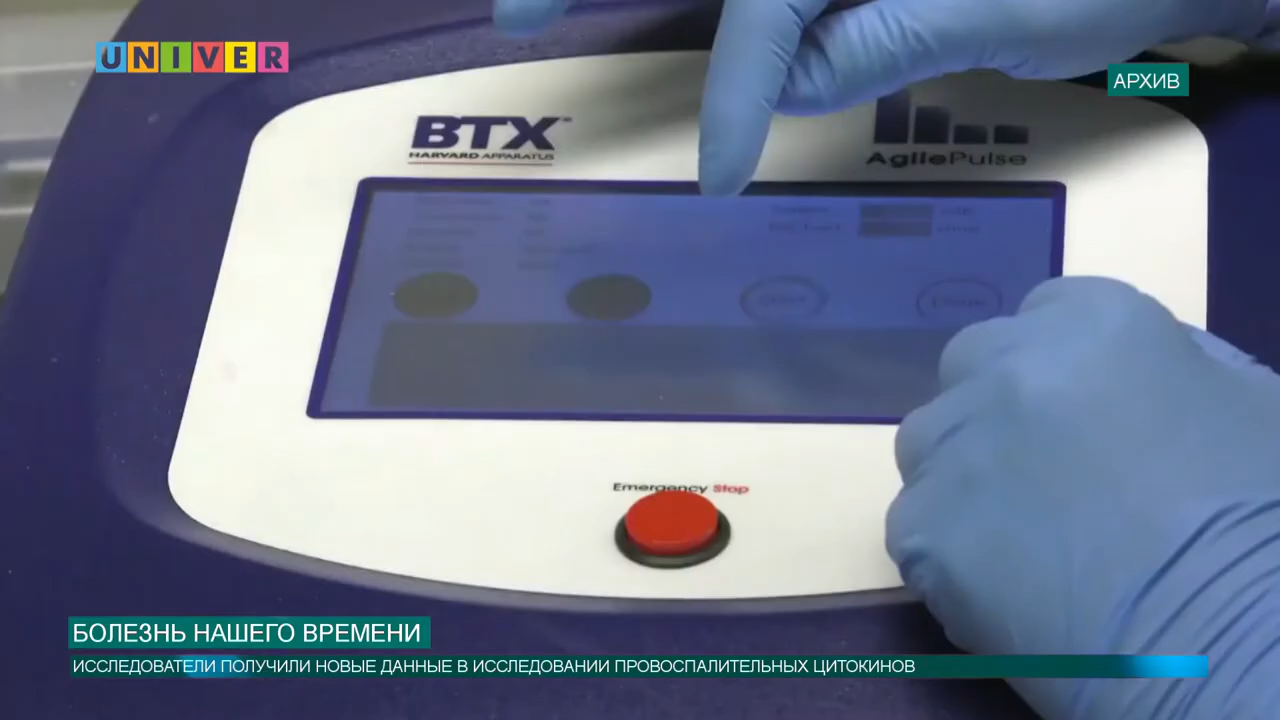 UNIVER
АРХИВ
BTX
HARVARD APPARATUS
AgilePulse
Emergency Stop
БОЛЕЗНЬ НАШЕГО ВРЕМЕНИ
ИССЛЕДОВАТЕЛИ ПОЛУЧИЛИ НОВЫЕ ДАННЫЕ В ИССЛЕДОВАНИИ ПРОВОСПАЛИТЕЛЬНЫХ ЦИТОКИНОВ